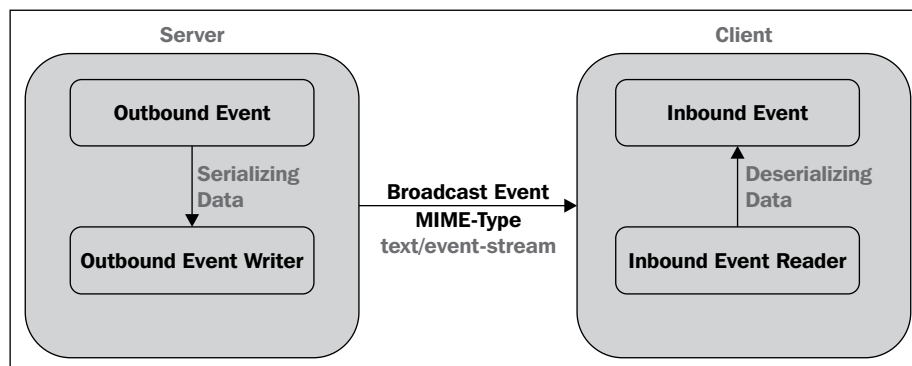 Server
Outbound Event
Serializing
Data
Outbound Event Writer
Broadcast Event
MIME-Type
text/event-stream
Client
Inbound Event
Deserializing
Data
Inbound Event Reader